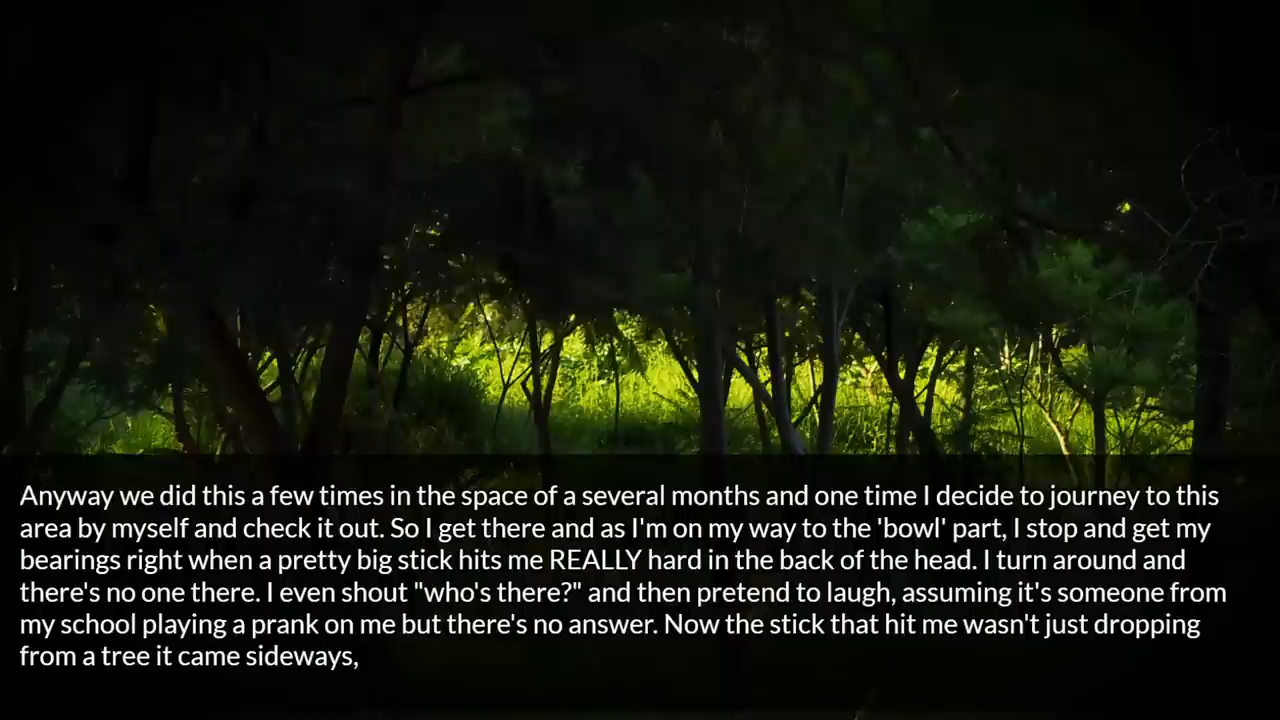 Anyway we did this a few times in the space of a several months and one time I decide to journey to this
area by myself and check it out. So I get there and as I'm on my way to the 'bowl' part, I stop and get my
bearings right when a pretty big stick hits me REALLY hard in the back of the head. I turn around and
there's no one there. I even shout "who's there?" and then pretend to laugh, assuming it's someone from
my school playing a prank on me but there's no answer. Now the stick that hit me wasn't just dropping
from a tree it came sideways,